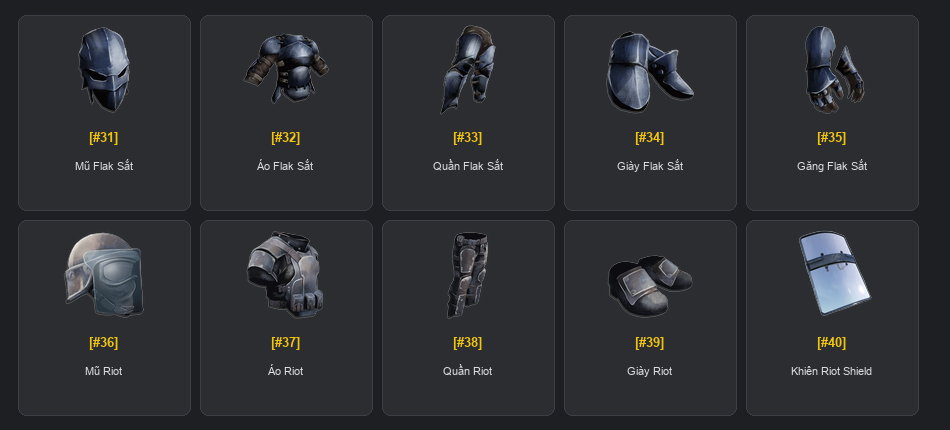 [#31]
Mũ Flak Sắt
[#32]
Áo Flak Sắt
[#33]
Quần Flak Sắt
[#34]
Giày Flak Sắt
[#35]
Găng Flak Sắt
[#36]
Mũ Riot
[#37]
Áo Riot
[#38]
Quần Riot
[#39]
Giày Riot
[#40]
Khiên Riot Shield